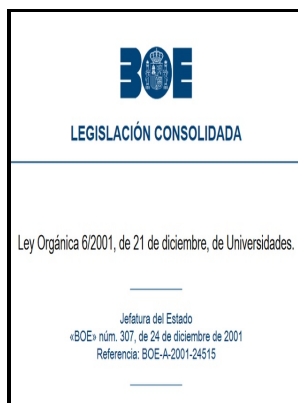 BOE
LEGISLACIÓN CONSOLIDADA
Ley Orgánica 6/2001, de 21 de diciembre, de Universidades.
Jefatura del Estado
«BOE» núm. 307, de 24 de diciembre de 2001
Referencia: BOE-A-2001-24515